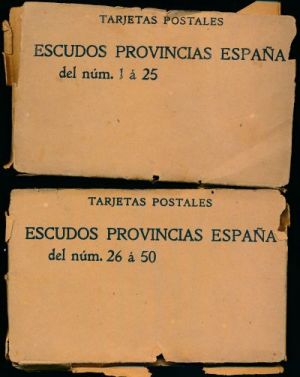 TARJETAS POSTALES
ESCUDOS PROVINCIAS ESPAÑA
del núm. 1 á 25
TARJETAS POSTALES
ESCUDOS PROVINCIAS ESPAÑA
del núm. 26 á 50